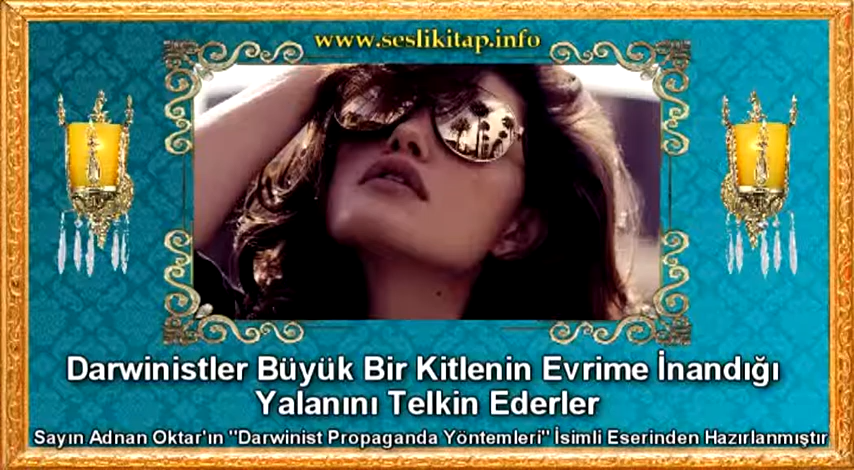 www.seslikitap.info
Darwinistler Büyük Bir Kitlenin Evrime İnandığı
Yalanını Telkin Ederler
Sayın Adnan Oktar'ın "Darwinist Propaganda Yöntemleri" İsimli Eserinden Hazırlanmıştır